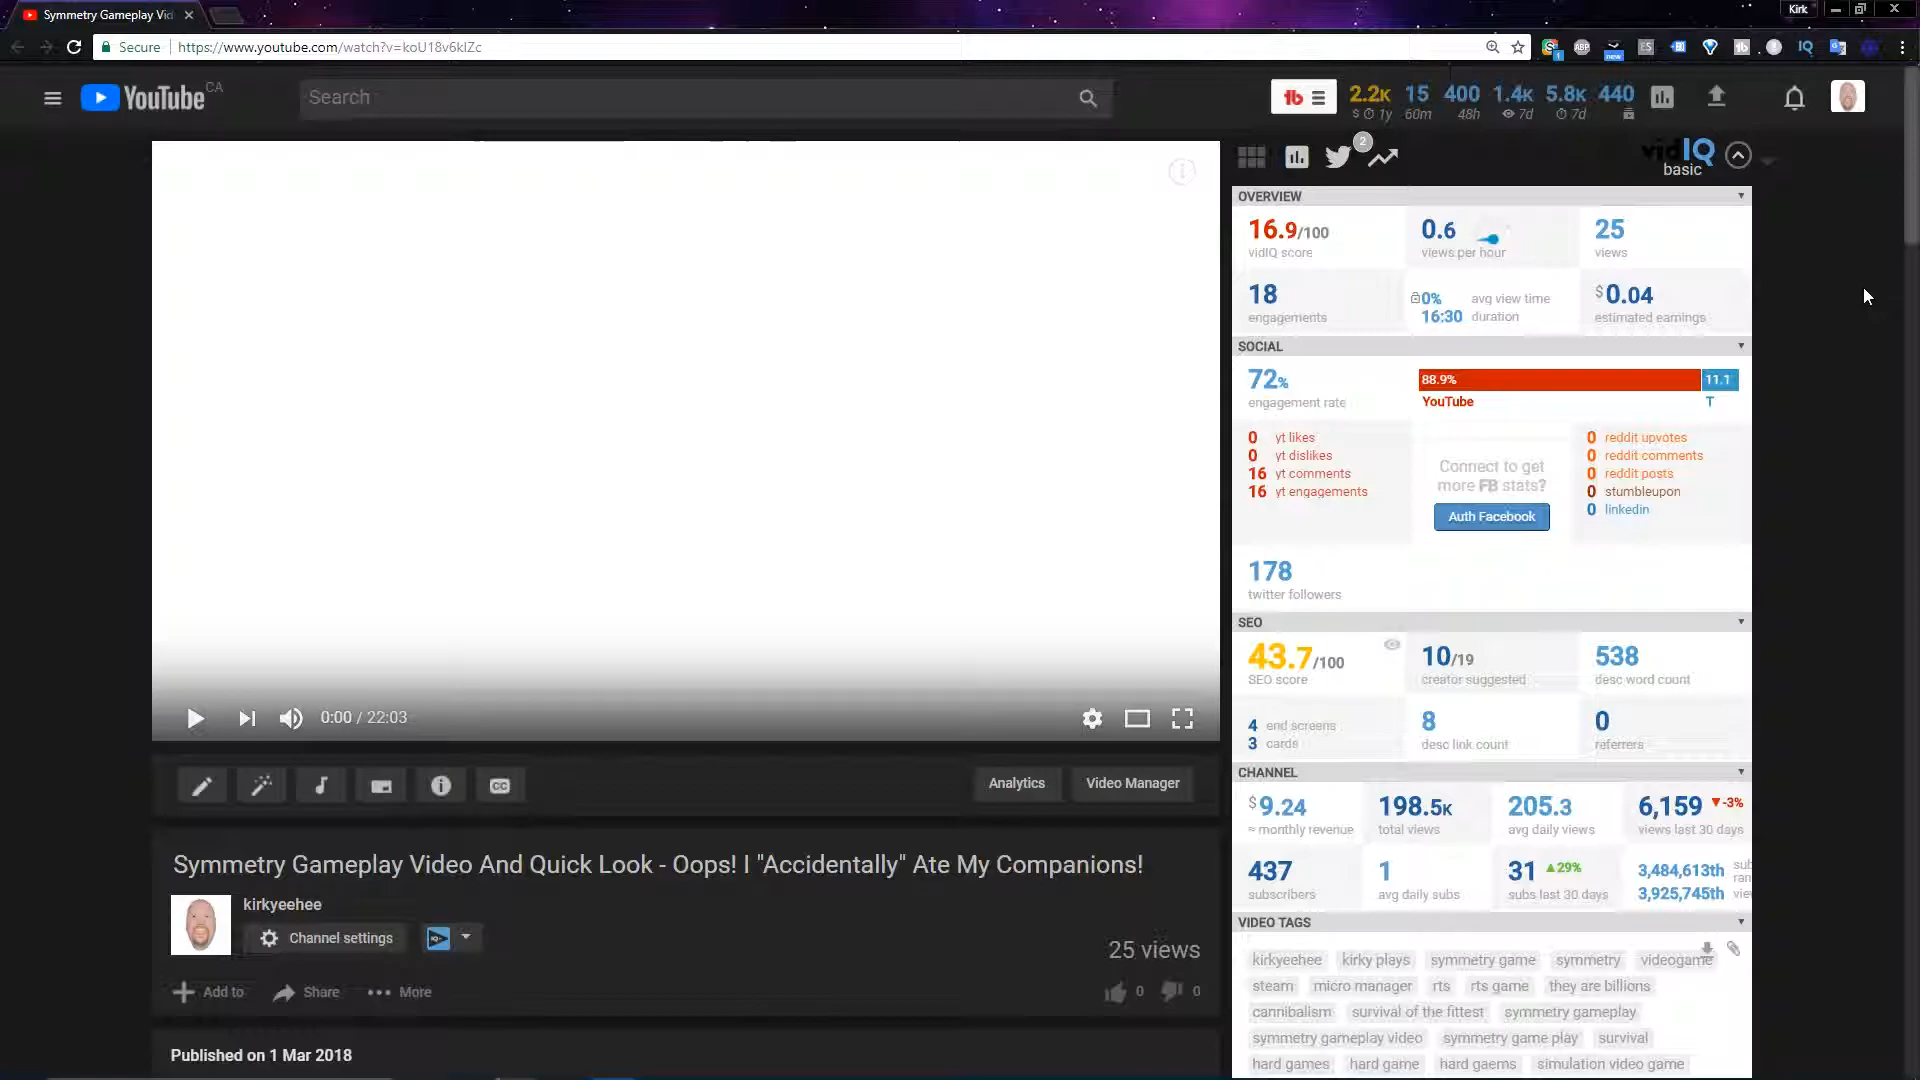 Symmetry Gameplay Vid
Kirk
Secure https://www.youtube.com/watch?v=koU18v6kIZc
YouTube CA
Search
2.2K 15 400 1.4K 5.8K 440
1y 60m 48h 7d 7d
2
vidIQ
basic
OVERVIEW
16.9/100 0.6 25
vidIQ score views per hour views
18 0% avg view time $0.04
engagements 16:30 duration estimated earnings
SOCIAL
72% 88.9% 11.1
engagement rate YouTube T
0 yt likes
0 yt dislikes
16 yt comments
16 yt engagements
Connect to get
more FB stats?
Auth Facebook
0 reddit upvotes
0 reddit comments
0 reddit posts
0 stumbleupon
0 linkedin
178
twitter followers
SEO
43.7/100 10/19 538
SEO score creator suggested desc word count
4 end screens 8 0
3 cards desc link count referrers
CHANNEL
$9.24 198.5K 205.3 6,159 -3%
≈ monthly revenue total views avg daily views views last 30 days
437 1 31 29% 3,484,613th sub
subscribers avg daily subs subs last 30 days 3,925,745th
VIDEO TAGS
kirkyeehee kirky plays symmetry game symmetry videogame
steam micro manager rts rts game they are billions
cannibalism survival of the fittest symmetry gameplay
symmetry gameplay video symmetry game play survival
hard games hard game hard gaems simulation video game
0:00 / 22:03
CC
Analytics Video Manager
Symmetry Gameplay Video And Quick Look - Oops! I "Accidentally" Ate My Companions!
kirkyeehee
Channel settings
25 views
Add to Share More 0 0
Published on 1 Mar 2018